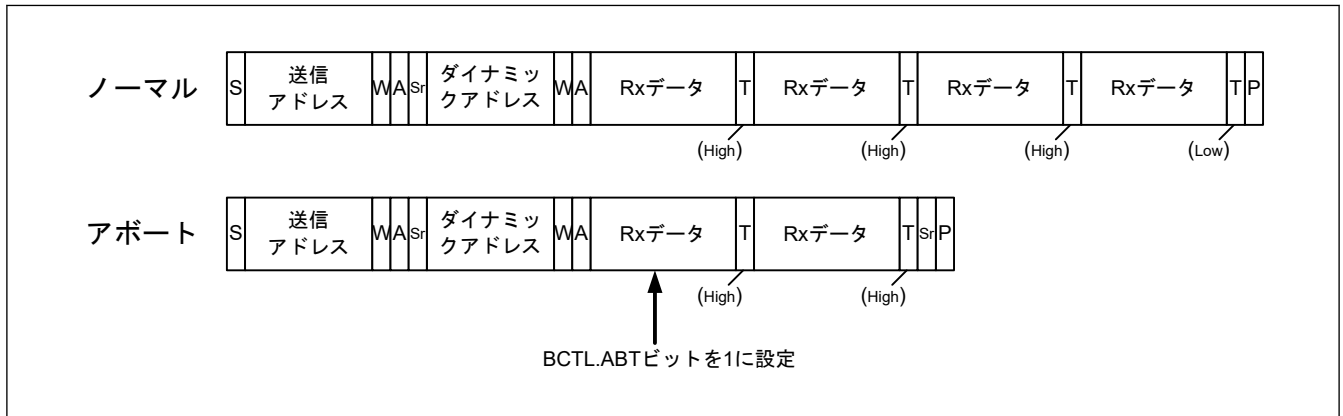 ノーマル S 送信 アドレス W A Sr ダイナミッ クアドレス W A Rxデータ T Rxデータ T Rxデータ T Rxデータ T P
(High) (High) (High) (Low)
アボート S 送信 アドレス W A Sr ダイナミッ クアドレス W A Rxデータ T Rxデータ T Sr P
(High) (High)
BCTL.ABTビットを1に設定